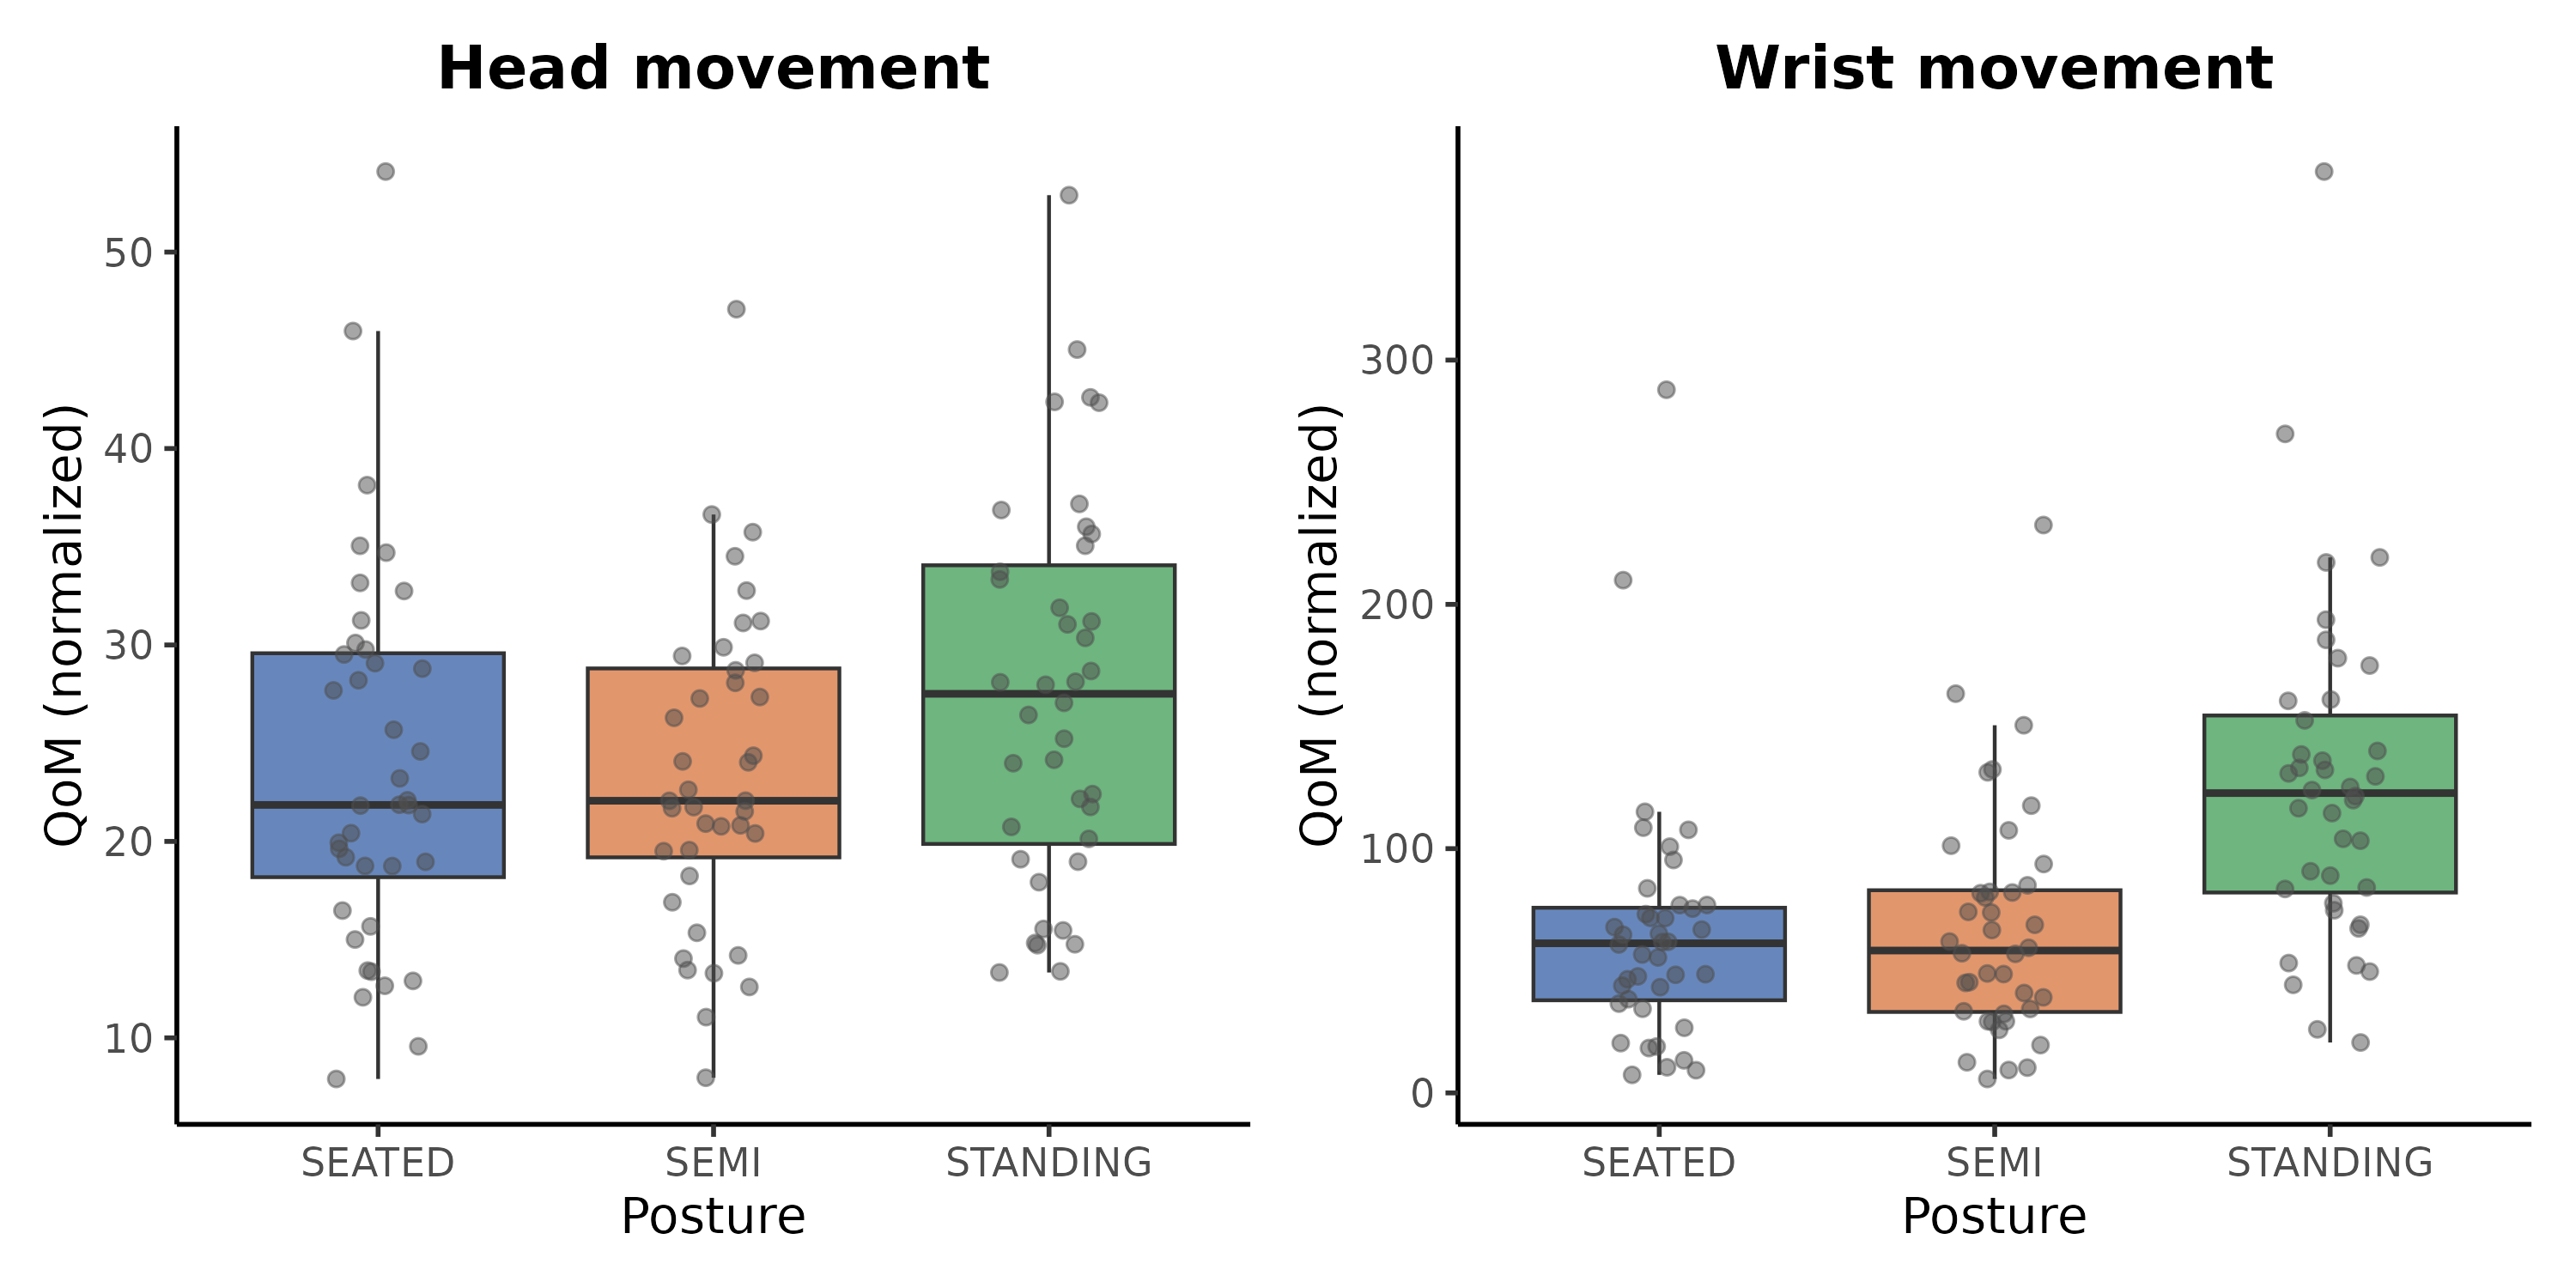 Head movement
QoM (normalized)
50
40
30
20
10
SEATED SEMI STANDING
Posture
Wrist movement
QoM (normalized)
300
200
100
0
SEATED SEMI STANDING
Posture